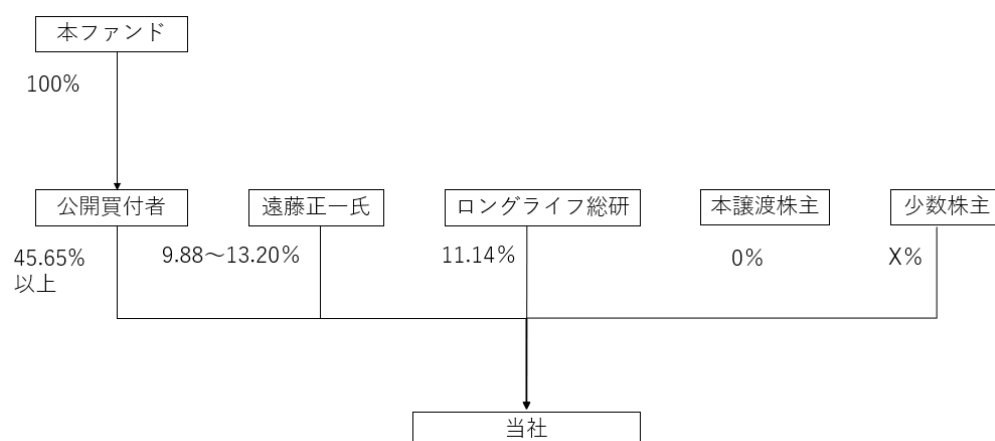 本ファンド
100%
公開買付者
遠藤正一氏
ロングライフ総研
本譲渡株主
少数株主
45.65%
以上
9.88～13.20%
11.14%
0%
X%
当社